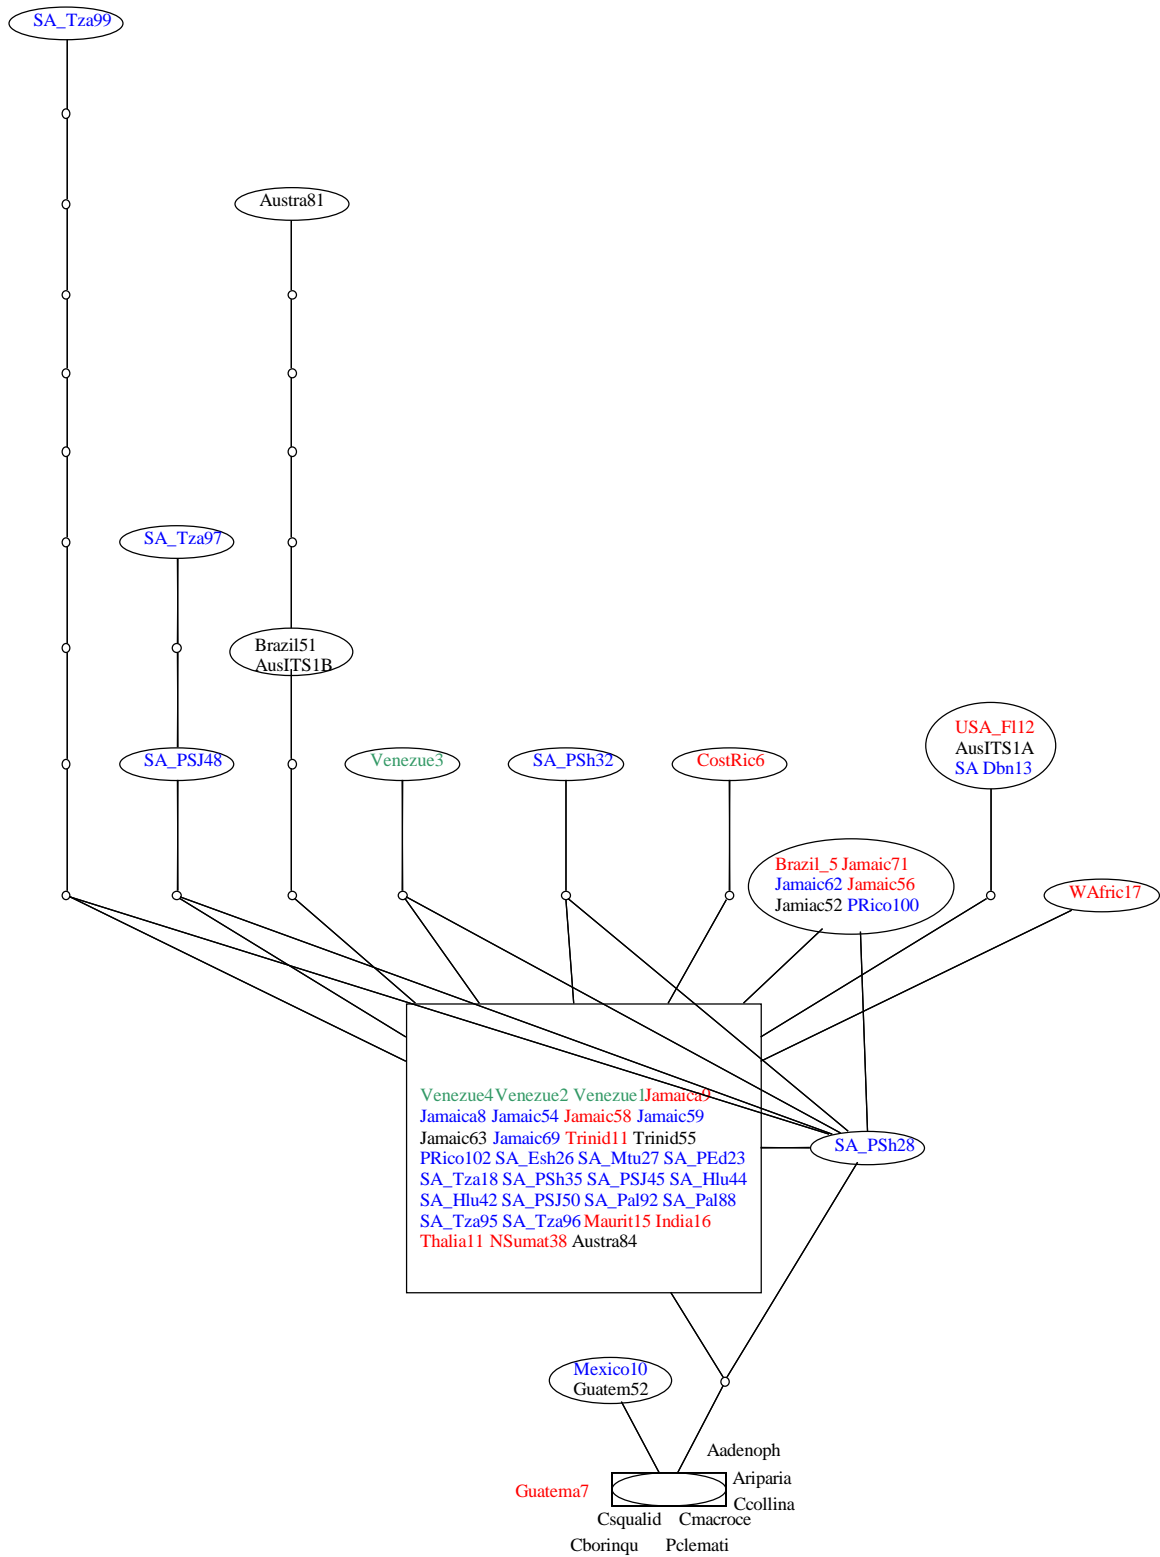 SA_Tza99
Austra81
SA_Tza97
Brazil51
AusITS1B
USA_Fl12
AusITS1A
SA Dbn13
SA_PSJ48
Venezue3
SA_PSh32
CostRic6
Brazil_5 Jamaic71
Jamaic62 Jamaic56
Jamiac52 PRico100
WAfric17
Venezue4 Venezue2 Venezue1 Jamaica9
Jamaica8 Jamaic54 Jamaic58 Jamaic59
Jamaic63 Jamaic69 Trinid11 Trinid55
PRico102 SA_Esh26 SA_Mtu27 SA_PEd23
SA_Tza18 SA_PSh35 SA_PSJ45 SA_Hlu44
SA_Hlu42 SA_PSJ50 SA_Pal92 SA_Pal88
SA_Tza95 SA_Tza96 Maurit15 India16
Thalia11 NSumat38 Austra84
SA_PSh28
Mexico10
Guatem52
Aadenoph
Ariparia
Guatema7
Ccollina
Csqualid Cmacroce
Cborinqu Pclemati